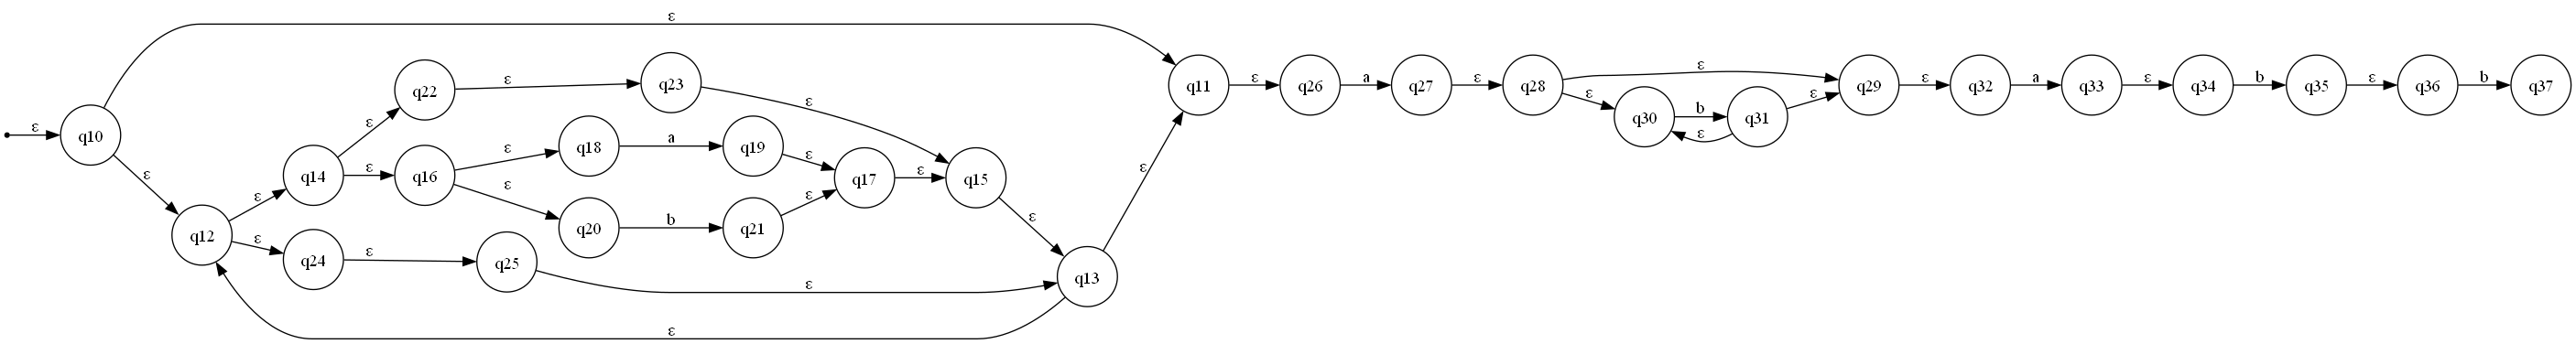 ε
q10
ε
ε
q12
ε
ε
q14
q24
ε
ε
ε
q22
q16
q25
ε
ε
ε
q18
q20
a
b
q23
q19
q21
ε
ε
ε
q17
ε
q15
ε
ε
q13
ε
ε
q11
ε
q26
a
q27
ε
q28
ε
ε
q30
b
q31
ε
ε
q29
ε
q32
a
q33
ε
q34
b
q35
ε
q36
b
q37